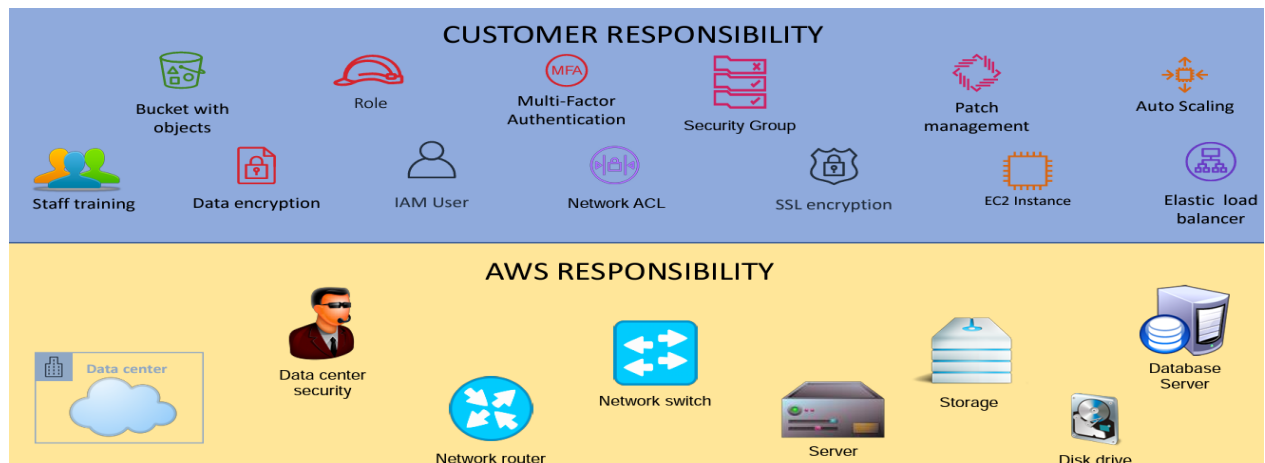 CUSTOMER RESPONSIBILITY
Bucket with
objects
Role
MFA
Multi-Factor
Authentication
Security Group
Patch
management
Auto Scaling
Staff training
Data encryption
IAM User
Network ACL
SSL encryption
EC2 Instance
Elastic load
balancer
AWS RESPONSIBILITY
Data center
Data center
security
Network router
Network switch
Server
Storage
Disk drive
Database
Server